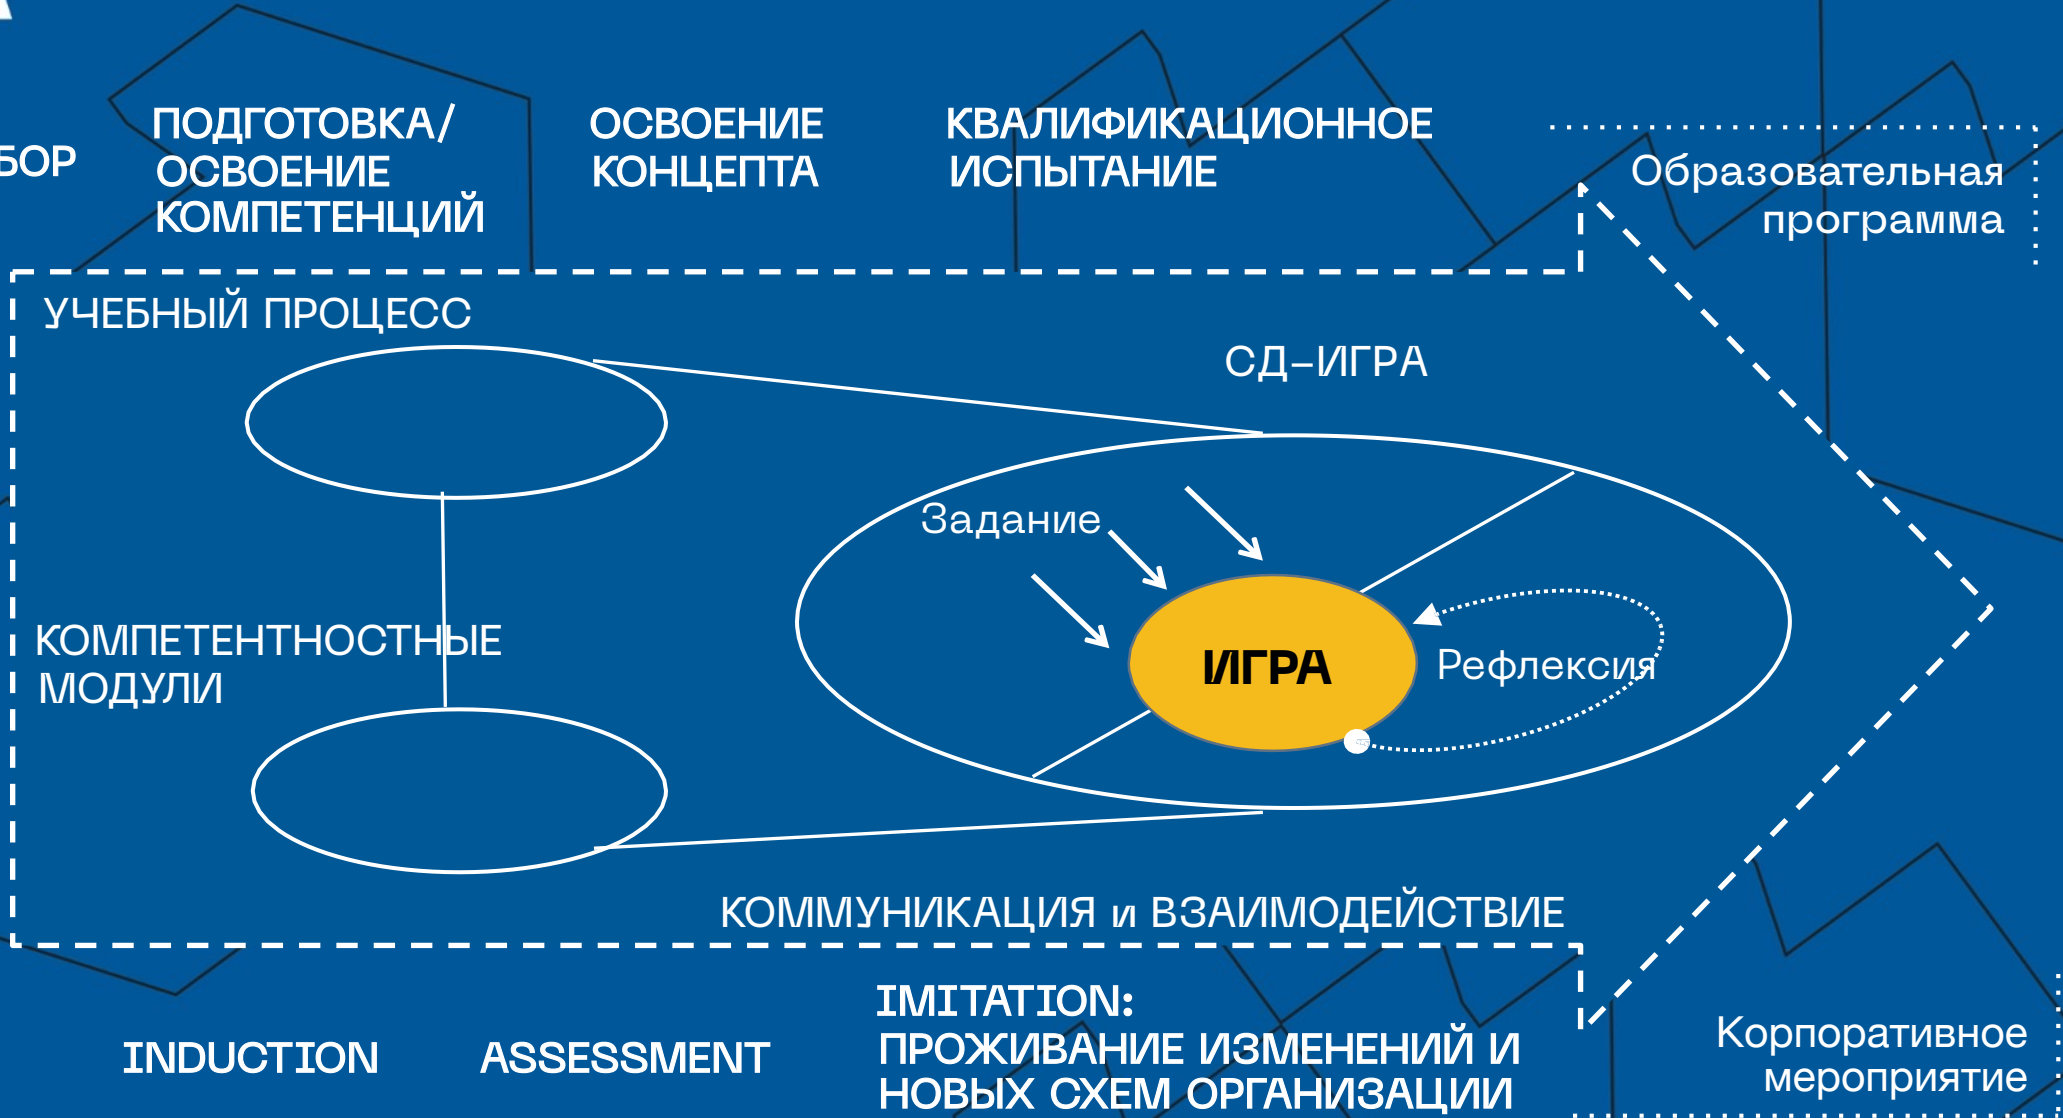 БОР
ПОДГОТОВКА/
ОСВОЕНИЕ
КОМПЕТЕНЦИЙ
ОСВОЕНИЕ
КОНЦЕПТА
КВАЛИФИКАЦИОННОЕ
ИСПЫТАНИЕ
Образовательная
программа
УЧЕБНЫЙ ПРОЦЕСС
СД-ИГРА
Задание
ИГРА
Рефлексия
КОМПЕТЕНТНОСТНЫЕ
МОДУЛИ
КОММУНИКАЦИЯ и ВЗАИМОДЕЙСТВИЕ
INDUCTION
ASSESSMENT
IMITATION:
ПРОЖИВАНИЕ ИЗМЕНЕНИЙ И
НОВЫХ СХЕМ ОРГАНИЗАЦИИ
Корпоративное
мероприятие